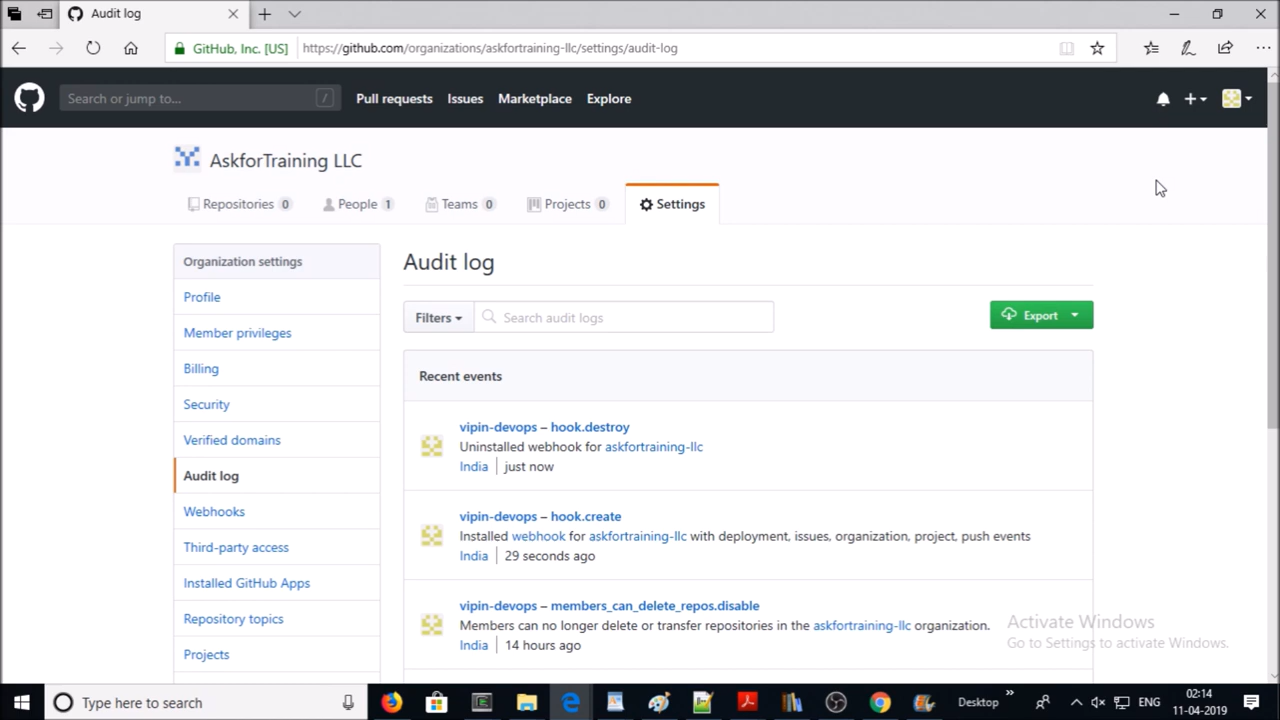 Audit log
GitHub, Inc. [US]
https://github.com/organizations/askfortraining-llc/settings/audit-log
Search or jump to...
/
Pull requests
Issues
Marketplace
Explore
AskforTraining LLC
Repositories 0
People 1
Teams 0
Projects 0
Settings
Organization settings
Profile
Member privileges
Billing
Security
Verified domains
Audit log
Webhooks
Third-party access
Installed GitHub Apps
Repository topics
Projects
Audit log
Filters
Search audit logs
Export
Recent events
vipin-devops – hook.destroy
Uninstalled webhook for askfortraining-llc
India | just now
vipin-devops – hook.create
Installed webhook for askfortraining-llc with deployment, issues, organization, project, push events
India | 29 seconds ago
vipin-devops – members_can_delete_repos.disable
Members can no longer delete or transfer repositories in the askfortraining-llc organization.
India | 14 hours ago
Activate Windows
Go to Settings to activate Windows.
Type here to search
Desktop
ENG
02:14
11-04-2019